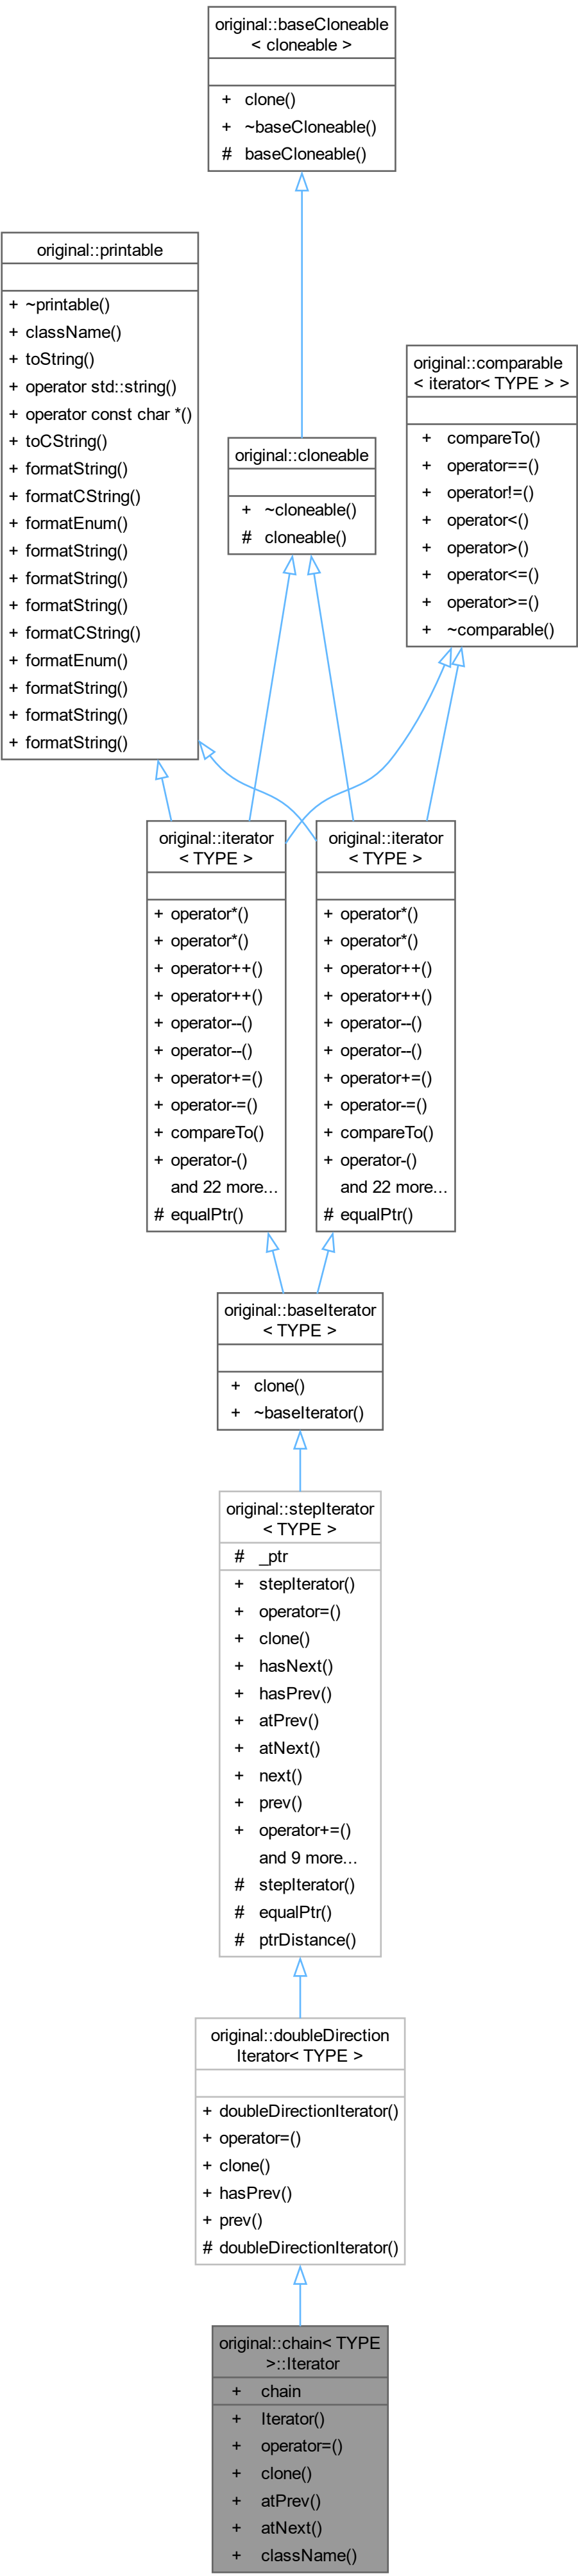 original::baseCloneable
< cloneable >
+ clone()
+ ~baseCloneable()
# baseCloneable()
original::printable
+ ~printable()
+ className()
+ toString()
+ operator std::string()
+ operator const char *()
+ toCString()
+ formatString()
+ formatCString()
+ formatEnum()
+ formatString()
+ formatString()
+ formatString()
+ formatCString()
+ formatEnum()
+ formatString()
+ formatString()
+ formatString()
original::comparable
< iterator< TYPE > >
+ compareTo()
+ operator==()
+ operator!=()
+ operator<()
+ operator>()
+ operator<=()
+ operator>=()
+ ~comparable()
original::cloneable
+ ~cloneable()
# cloneable()
original::iterator
< TYPE >
+ operator*()
+ operator*()
+ operator++()
+ operator++()
+ operator--()
+ operator--()
+ operator+=()
+ operator-=()
+ compareTo()
+ operator-()
and 22 more...
# equalPtr()
original::iterator
< TYPE >
+ operator*()
+ operator*()
+ operator++()
+ operator++()
+ operator--()
+ operator--()
+ operator+=()
+ operator-=()
+ compareTo()
+ operator-()
and 22 more...
# equalPtr()
original::baseIterator
< TYPE >
+ clone()
+ ~baseIterator()
original::stepIterator
< TYPE >
# _ptr
+ stepIterator()
+ operator=()
+ clone()
+ hasNext()
+ hasPrev()
+ atPrev()
+ atNext()
+ next()
+ prev()
+ operator+=()
and 9 more...
# stepIterator()
# equalPtr()
# ptrDistance()
original::doubleDirection
Iterator< TYPE >
+ doubleDirectionIterator()
+ operator=()
+ clone()
+ hasPrev()
+ prev()
# doubleDirectionIterator()
original::chain< TYPE
>::Iterator
+ chain
+ Iterator()
+ operator=()
+ clone()
+ atPrev()
+ atNext()
+ className()